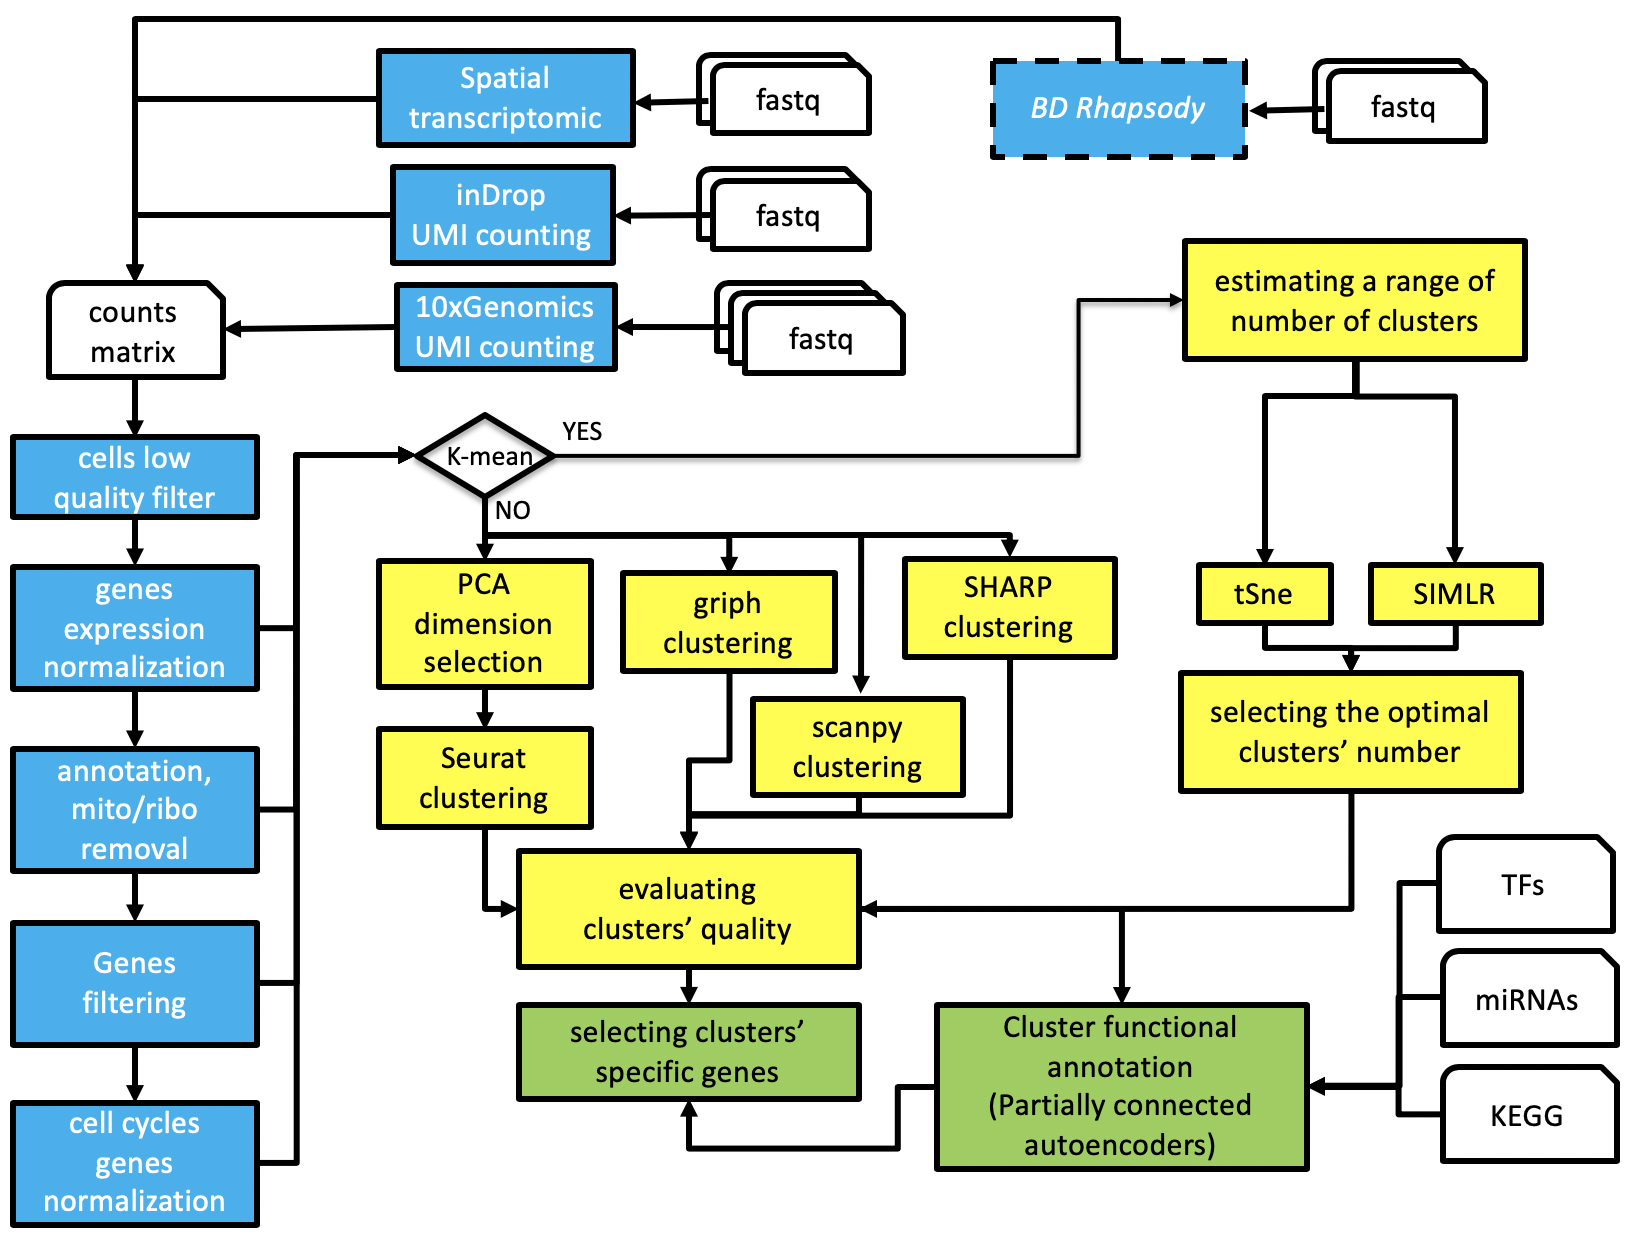 Spatial
transcriptomic
fastq
BD Rhapsody
fastq
inDrop
UMI counting
fastq
counts
matrix
10xGenomics
UMI counting
fastq
estimating a range of
number of clusters
cells low
quality filter
K-mean
YES
NO
genes
expression
normalization
PCA
dimension
selection
griph
clustering
SHARP
clustering
tSne
SIMLR
annotation,
mito/ribo
removal
Seurat
clustering
scanpy
clustering
selecting the optimal
clusters’ number
evaluating
clusters’ quality
TFs
Genes
filtering
selecting clusters’
specific genes
Cluster functional
annotation
(Partially connected
autoencoders)
miRNAs
KEGG
cell cycles
genes
normalization